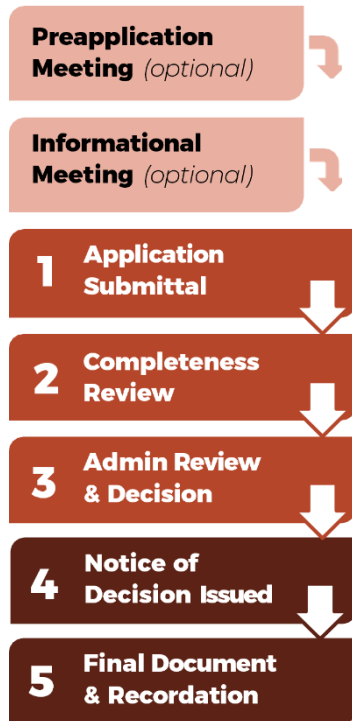 Preapplication
Meeting (optional)
Informational
Meeting (optional)
1 Application
Submittal
2 Completeness
Review
3 Admin Review
& Decision
4 Notice of
Decision Issued
5 Final Document
& Recordation